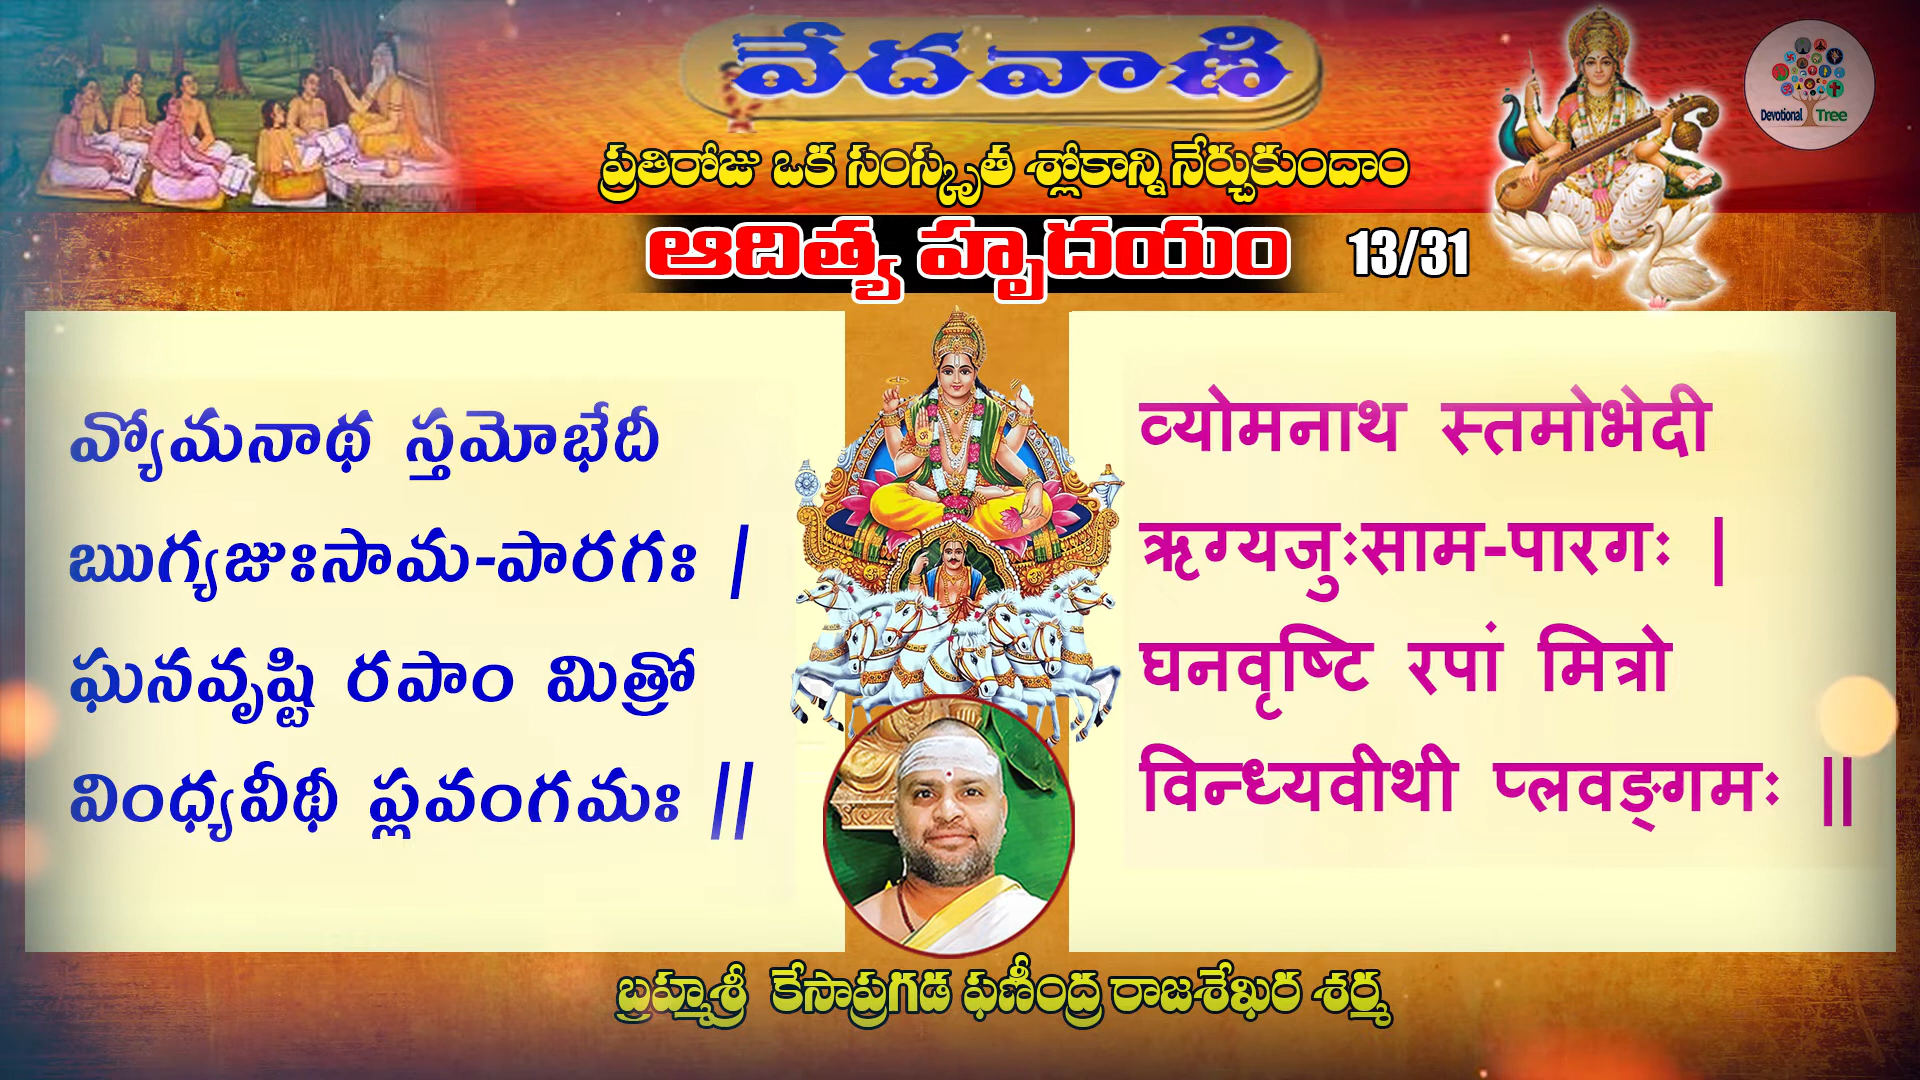 వేదవాణి
Devotional Tree
ప్రతిరోజు ఒక సంస్కృత శ్లోకాన్ని నేర్చుకుందాం
ఆదిత్య హృదయం 13/31
వ్యోమనాథ స్తమోభేదీ
ఋగ్యజుఃసామ-పారగః |
ఘనవృష్టి రపాం మిత్రో
వింధ్యవీథీ ప్లవంగమః ||
व्योमनाथ स्तमोभेदी
ऋग्यजुःसाम-पारगः |
घनवृष्टि रपां मित्रो
विन्ध्यवीथी प्लवङ्गमः ||
బ్రహ్మశ్రీ కేసాప్రగడ ఫణీంద్ర రాజశేఖర శర్మ